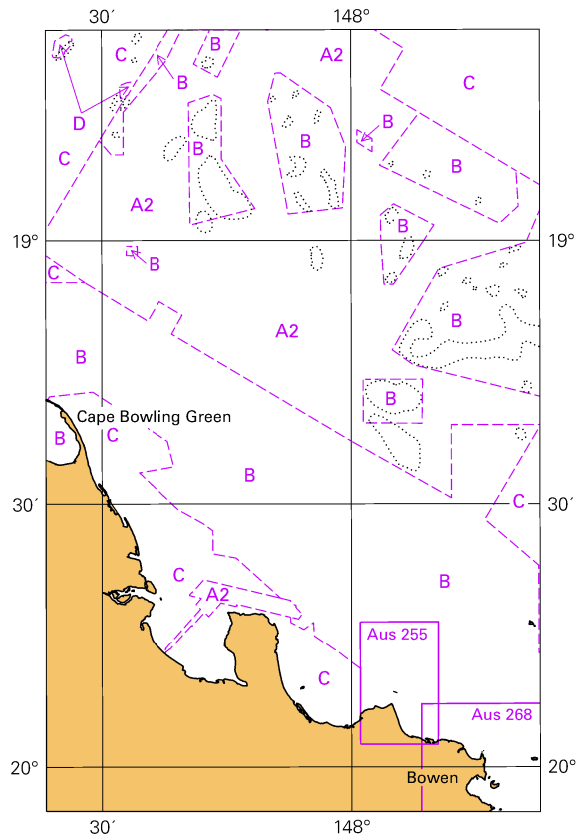 30´ 148°
C B A2
B C
D B
B B B
C
A2
B
19° 19°
B
C
B
A2
B
B
Cape Bowling Green
B C
B
C
30´ 30´
C
A2 B
Aus 255
C
Aus 268
20° 20°
Bowen
30´ 148°